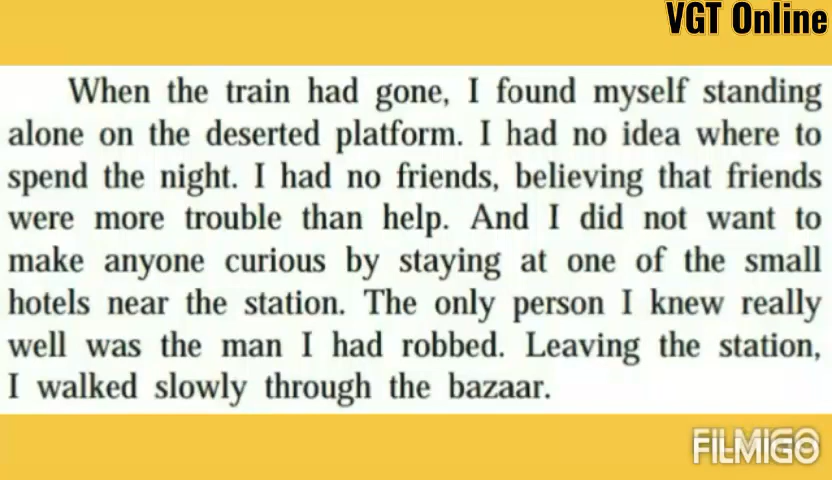 VGT Online
When the train had gone, I found myself standing
alone on the deserted platform. I had no idea where to
spend the night. I had no friends, believing that friends
were more trouble than help. And I did not want to
make anyone curious by staying at one of the small
hotels near the station. The only person I knew really
well was the man I had robbed. Leaving the station,
I walked slowly through the bazaar.
FILMIGO